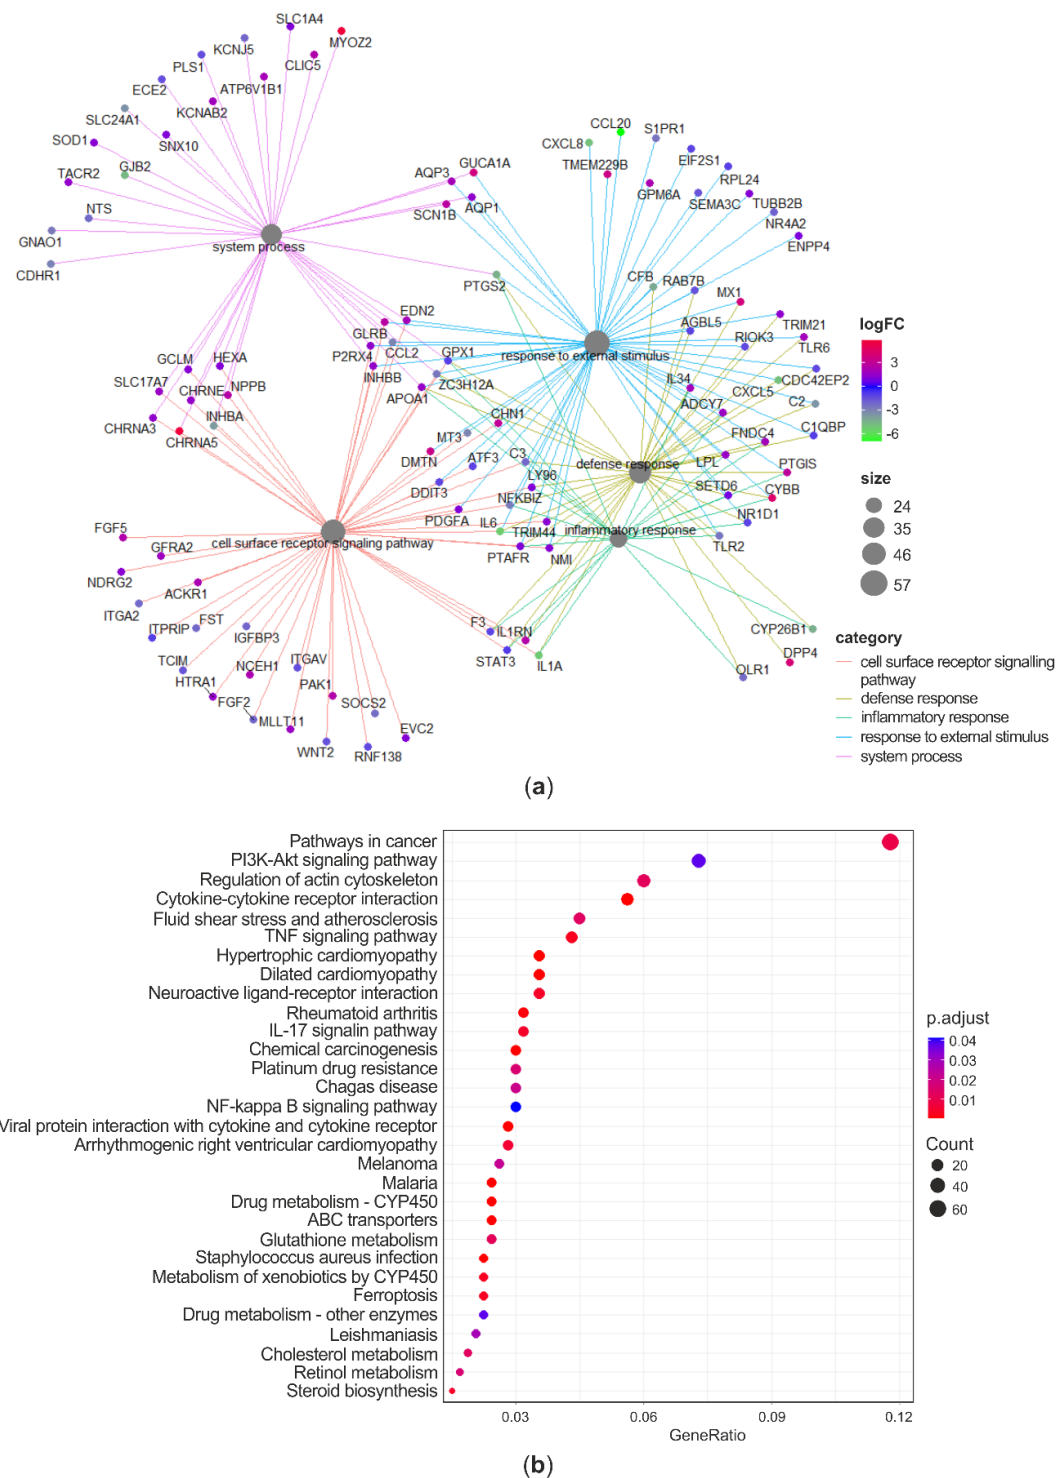 SLC1A4
KCNJ5
MYOZ2
PLS1
CLIC5
ECE2
ATP6V1B1
KCNAB2
SLC24A1
SOD1
SNX10
GJB2
TACR2
NTS
GNAO1
system process
CDHR1
CCL20
S1PR1
CXCL8
EIF2S1
GUCA1A
TMEM229B
RPL24
AQP3
GPM6A
SEMA3C
TUBB2B
SCN1B
AQP1
NR4A2
ENPP4
PTGS2
CFB
RAB7B
MX1
EDN2
AGBL5
TRIM21
GLRB
RIOK3
TLR6
P2RX4
CCL2
GPX1
response to external stimulus
GCLM
HEXA
INHBB
ZC3H12A
IL34
CXCL5
CDC42EP2
SLC17A7
CHRNE
NPPB
APOA1
ADCY7
C2
INHBA
CHN1
CHRNA3
CHRNA5
MT3
FNDC4
C1QBP
DMTN
ATF3
C3
defense response
LPL
PTGIS
DDIT3
LY96
SETD6
CYBB
NFKBIZ
PDGFA
IL6
NR1D1
FGF5
TRIM44
inflammatory response
cell surface receptor signaling pathway
TLR2
GFRA2
PTAFR
NMI
NDRG2
ACKR1
ITGA2
ITPRIP
FST
IGFBP3
F3
IL1RN
CYP26B1
TCIM
NCEH1
ITGAV
STAT3
IL1A
DPP4
HTRA1
PAK1
OLR1
FGF2
MLLT11
SOCS2
EVC2
WNT2
RNF138
logFC
3
0
-3
-6
size
24
35
46
57
category
cell surface receptor signalling
pathway
defense response
inflammatory response
response to external stimulus
system process
(a)
Pathways in cancer
PI3K-Akt signaling pathway
Regulation of actin cytoskeleton
Cytokine-cytokine receptor interaction
Fluid shear stress and atherosclerosis
TNF signaling pathway
Hypertrophic cardiomyopathy
Dilated cardiomyopathy
Neuroactive ligand-receptor interaction
Rheumatoid arthritis
IL-17 signalin pathway
Chemical carcinogenesis
Platinum drug resistance
Chagas disease
NF-kappa B signaling pathway
Viral protein interaction with cytokine and cytokine receptor
Arrhythmogenic right ventricular cardiomyopathy
Melanoma
Malaria
Drug metabolism - CYP450
ABC transporters
Glutathione metabolism
Staphylococcus aureus infection
Metabolism of xenobiotics by CYP450
Ferroptosis
Drug metabolism - other enzymes
Leishmaniasis
Cholesterol metabolism
Retinol metabolism
Steroid biosynthesis
0.03
0.06
0.09
0.12
GeneRatio
p.adjust
0.04
0.03
0.02
0.01
Count
20
40
60
(b)